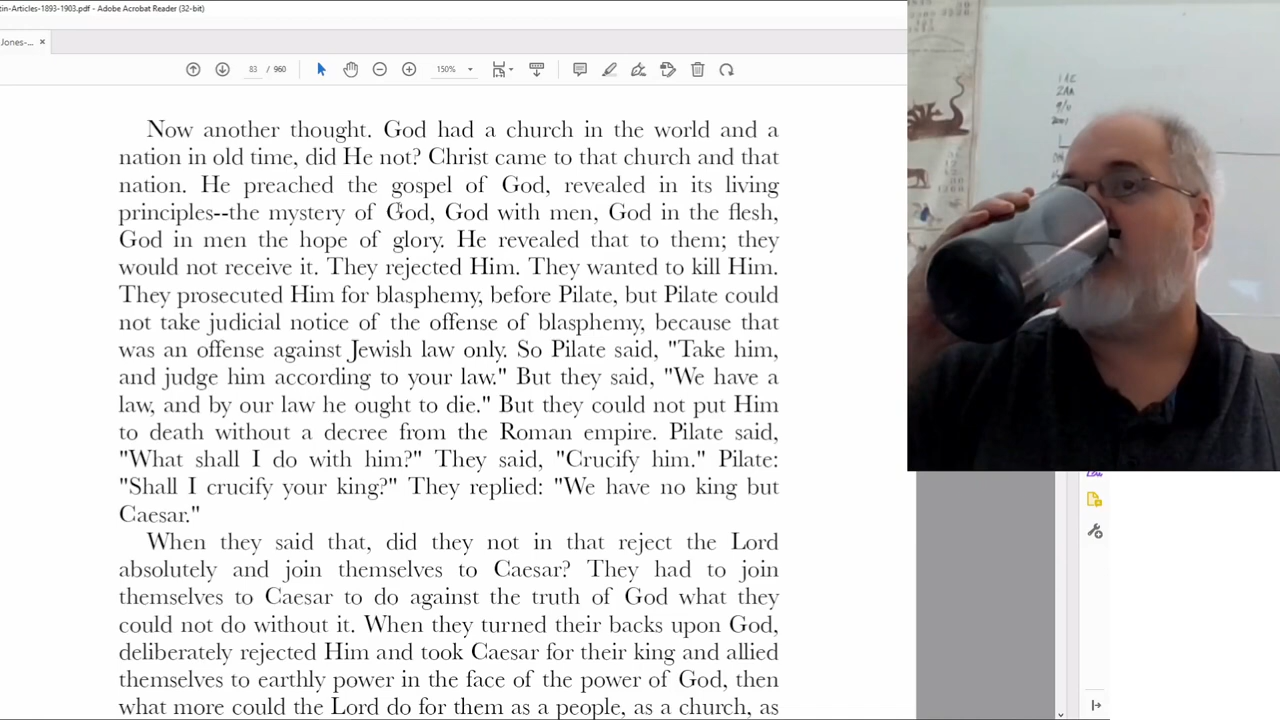 tin-Articles-1893-1903.pdf - Adobe Acrobat Reader (32-bit)
Jones-... ×
83 / 960
150%
Now another thought. God had a church in the world and a
nation in old time, did He not? Christ came to that church and that
nation. He preached the gospel of God, revealed in its living
principles--the mystery of God, God with men, God in the flesh,
God in men the hope of glory. He revealed that to them; they
would not receive it. They rejected Him. They wanted to kill Him.
They prosecuted Him for blasphemy, before Pilate, but Pilate could
not take judicial notice of the offense of blasphemy, because that
was an offense against Jewish law only. So Pilate said, "Take him,
and judge him according to your law." But they said, "We have a
law, and by our law he ought to die." But they could not put Him
to death without a decree from the Roman empire. Pilate said,
"What shall I do with him?" They said, "Crucify him." Pilate:
"Shall I crucify your king?" They replied: "We have no king but
Caesar."
When they said that, did they not in that reject the Lord
absolutely and join themselves to Caesar? They had to join
themselves to Caesar to do against the truth of God what they
could not do without it. When they turned their backs upon God,
deliberately rejected Him and took Caesar for their king and allied
themselves to earthly power in the face of the power of God, then
what more could the Lord do for them as a people, as a church, as